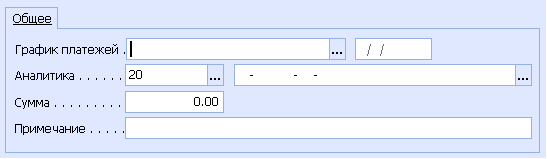 Общее
График платежей . ... / /
Аналитика . . . . . . 20 ... - - - ...
Сумма . . . . . . . . . 0.00
Примечание . . . . .